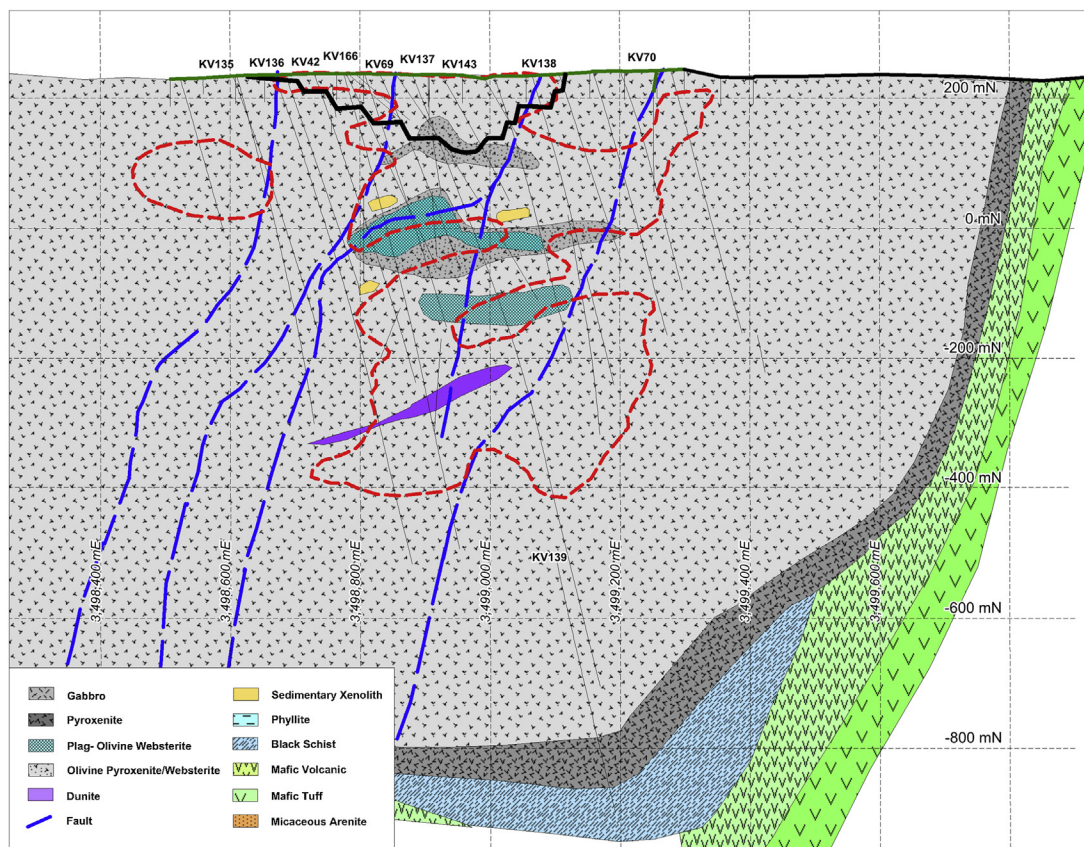 KV135
KV136
KV42
KV166
KV69
KV137
KV143
KV138
KV70
200 mN
0 mN
-200 mN
-400 mN
3,498,400 mE
3,498,600 mE
3,498,800 mE
3,499,000 mE
KV139
3,499,200 mE
3,499,400 mE
3,499,600 mE
-600 mN
-800 mN
Gabbro
Pyroxenite
Plag- Olivine Websterite
Olivine Pyroxenite/Websterite
Dunite
Fault
Sedimentary Xenolith
Phyllite
Black Schist
Mafic Volcanic
Mafic Tuff
Micaceous Arenite